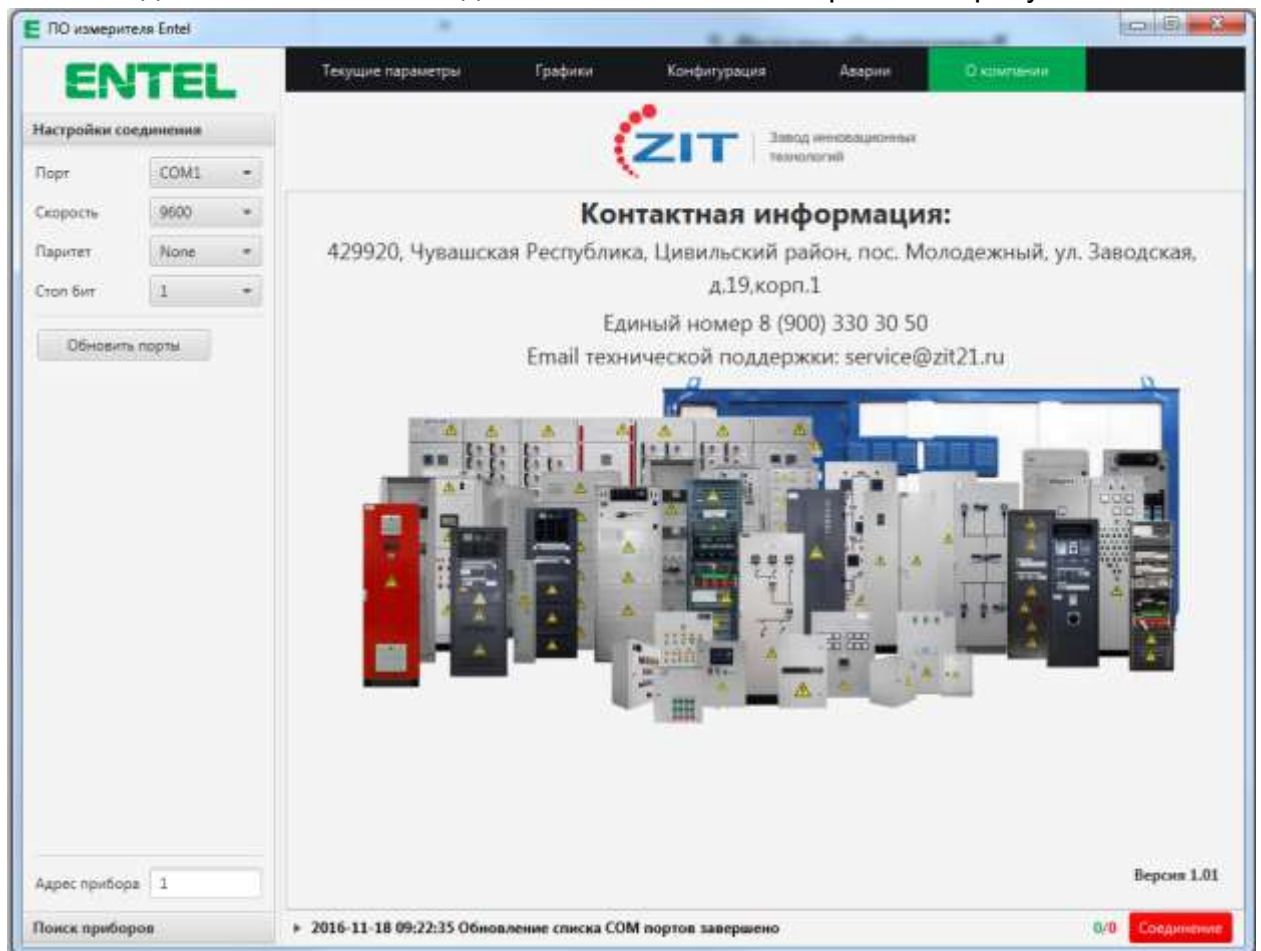 ПО измерителя Entel
ENTEL
Текущие параметры
Графики
Конфигурация
Аварии
О компании
Настройки соединения
Порт
COM1
Скорость
9600
Паритет
None
Стоп бит
1
Обновить порты
ZIT
Завод инновационных
технологий
Контактная информация:
429920, Чувашская Республика, Цивильский район, пос. Молодежный, ул. Заводская,
д.19,корп.1
Единый номер 8 (900) 330 30 50
Email технической поддержки: service@zit21.ru
Версия 1.01
Адрес прибора
1
Поиск приборов
2016-11-18 09:22:35 Обновление списка COM портов завершено
0/0
Соединение